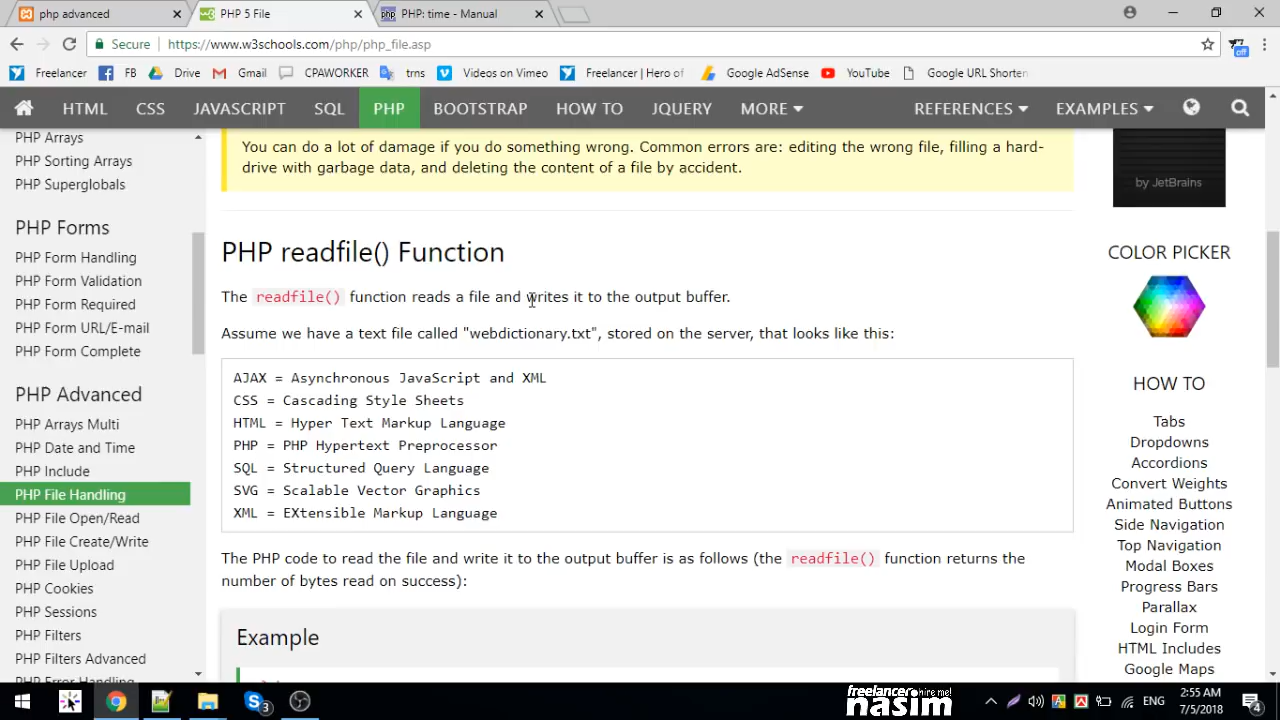 php advanced
PHP 5 File
PHP: time - Manual
Secure https://www.w3schools.com/php/php_file.asp
off
Freelancer FB Drive Gmail CPAWORKER trns Videos on Vimeo Freelancer | Hero of Google AdSense YouTube Google URL Shorten
HTML CSS JAVASCRIPT SQL PHP BOOTSTRAP HOW TO JQUERY MORE REFERENCES EXAMPLES
PHP Arrays
PHP Sorting Arrays
PHP Superglobals
PHP Forms
PHP Form Handling
PHP Form Validation
PHP Form Required
PHP Form URL/E-mail
PHP Form Complete
PHP Advanced
PHP Arrays Multi
PHP Date and Time
PHP Include
PHP File Handling
PHP File Open/Read
PHP File Create/Write
PHP File Upload
PHP Cookies
PHP Sessions
PHP Filters
PHP Filters Advanced
PHP Error Handling
You can do a lot of damage if you do something wrong. Common errors are: editing the wrong file, filling a hard-
drive with garbage data, and deleting the content of a file by accident.
PHP readfile() Function
The readfile() function reads a file and writes it to the output buffer.
Assume we have a text file called "webdictionary.txt", stored on the server, that looks like this:
AJAX = Asynchronous JavaScript and XML
CSS = Cascading Style Sheets
HTML = Hyper Text Markup Language
PHP = PHP Hypertext Preprocessor
SQL = Structured Query Language
SVG = Scalable Vector Graphics
XML = EXtensible Markup Language
The PHP code to read the file and write it to the output buffer is as follows (the readfile() function returns the
number of bytes read on success):
Example
by JetBrains
COLOR PICKER
HOW TO
Tabs
Dropdowns
Accordions
Convert Weights
Animated Buttons
Side Navigation
Top Navigation
Modal Boxes
Progress Bars
Parallax
Login Form
HTML Includes
Google Maps
3
freelancer hire me!
nasim
ENG
2:55 AM
7/5/2018
4